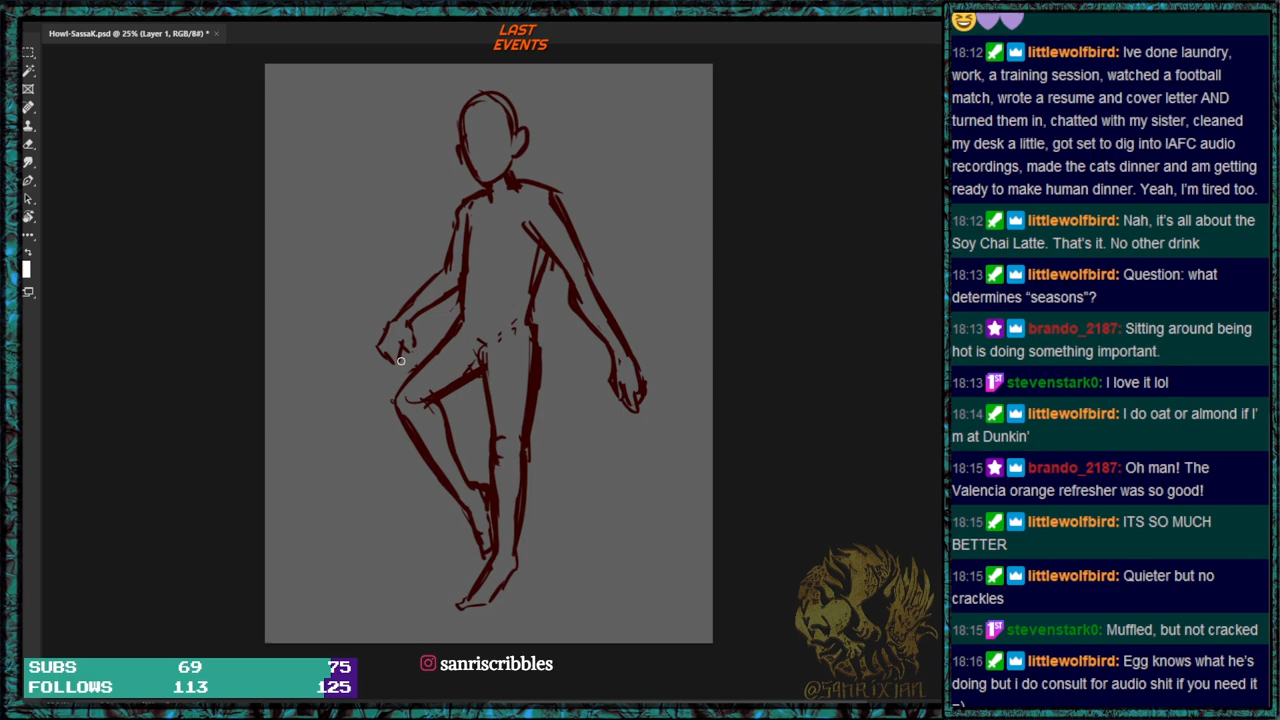 Howl-SassaK.psd @ 25% (Layer 1, RGB/8#) * ×
LAST
EVENTS
SUBS 69 75
FOLLOWS 113 125
sanriscribbles
@SANRIXIAN
18:12 littlewolfbird: Ive done laundry,
work, a training session, watched a football
match, wrote a resume and cover letter AND
turned them in, chatted with my sister, cleaned
my desk a little, got set to dig into IAFC audio
recordings, made the cats dinner and am getting
ready to make human dinner. Yeah, I'm tired too.
18:12 littlewolfbird: Nah, it's all about the
Soy Chai Latte. That's it. No other drink
18:13 littlewolfbird: Question: what
determines “seasons”?
18:13 brando_2187: Sitting around being
hot is doing something important.
18:13 1ST stevenstark0: I love it lol
18:14 littlewolfbird: I do oat or almond if I'
m at Dunkin'
18:15 brando_2187: Oh man! The
Valencia orange refresher was so good!
18:15 littlewolfbird: ITS SO MUCH
BETTER
18:15 littlewolfbird: Quieter but no
crackles
18:15 1ST stevenstark0: Muffled, but not cracked
18:16 littlewolfbird: Egg knows what he's
doing but i do consult for audio shit if you need it
=)